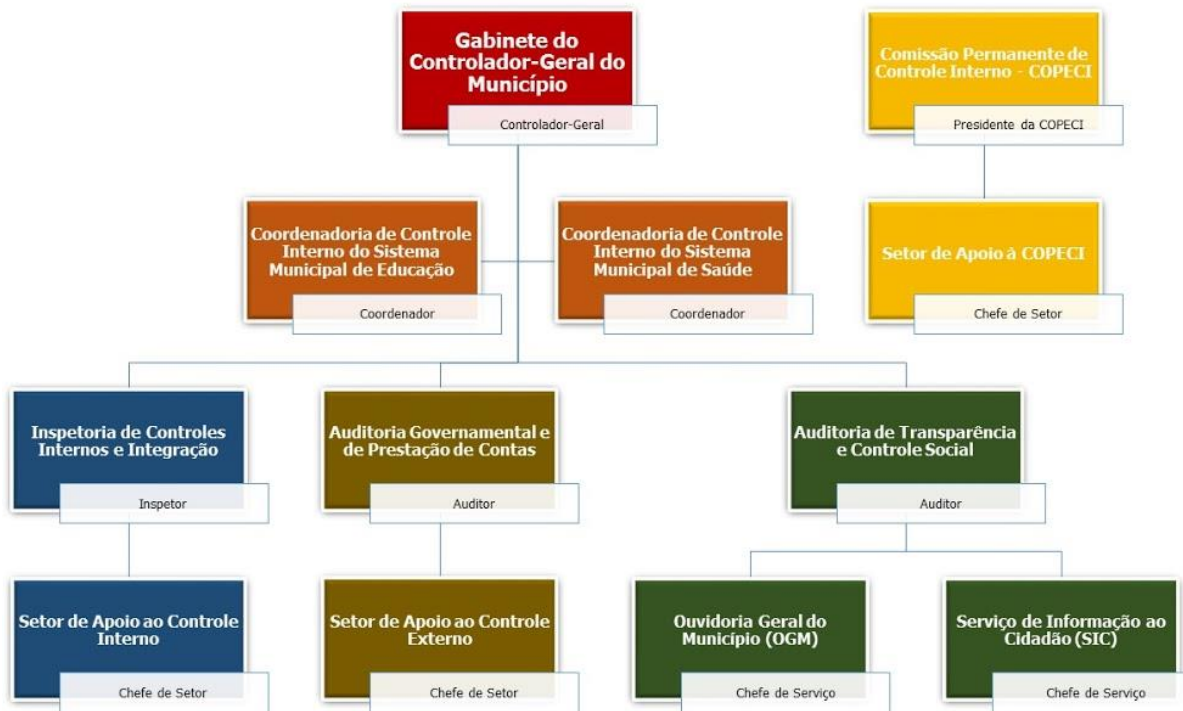 Gabinete do
Controlador-Geral do
Município
Controlador-Geral
Comissão Permanente de
Controle Interno - COPECI
Presidente da COPECI
Coordenadoria de Controle
Interno do Sistema
Municipal de Educação
Coordenador
Coordenadoria de Controle
Interno do Sistema
Municipal de Saúde
Coordenador
Setor de Apoio à COPECI
Chefe de Setor
Inspetoria de Controles
Internos e Integração
Inspetor
Auditoria Governamental e
de Prestação de Contas
Auditor
Auditoria de Transparência
e Controle Social
Auditor
Setor de Apoio ao Controle
Interno
Chefe de Setor
Setor de Apoio ao Controle
Externo
Chefe de Setor
Ouvidoria Geral do
Município (OGM)
Chefe de Serviço
Serviço de Informação ao
Cidadão (SIC)
Chefe de Serviço